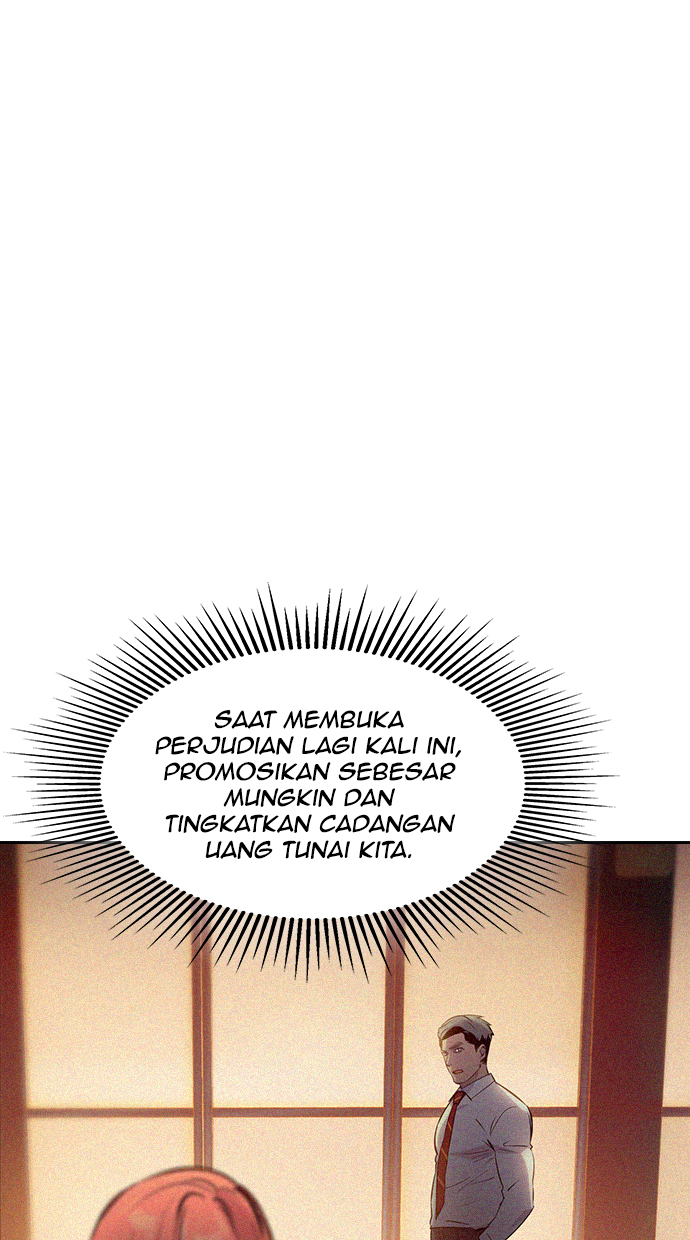 SAAT MEMBUKA
PERJUDIAN LAGI KALI INI,
PROMOSIKAN SEBESAR
MUNGKIN DAN
TINGKATKAN CADANGAN
UANG TUNAI KITA.